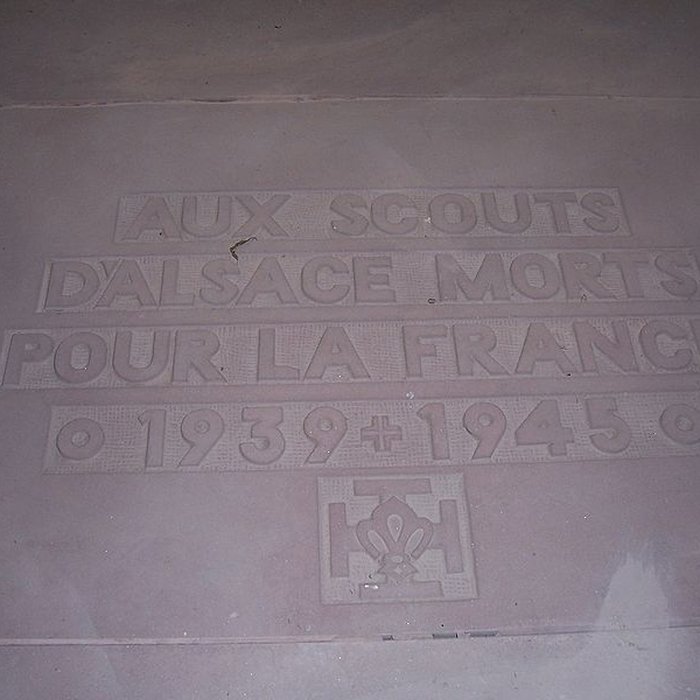 AUX SCOUTS
D'ALSACE MORTS
POUR LA FRANC
1939 + 1945